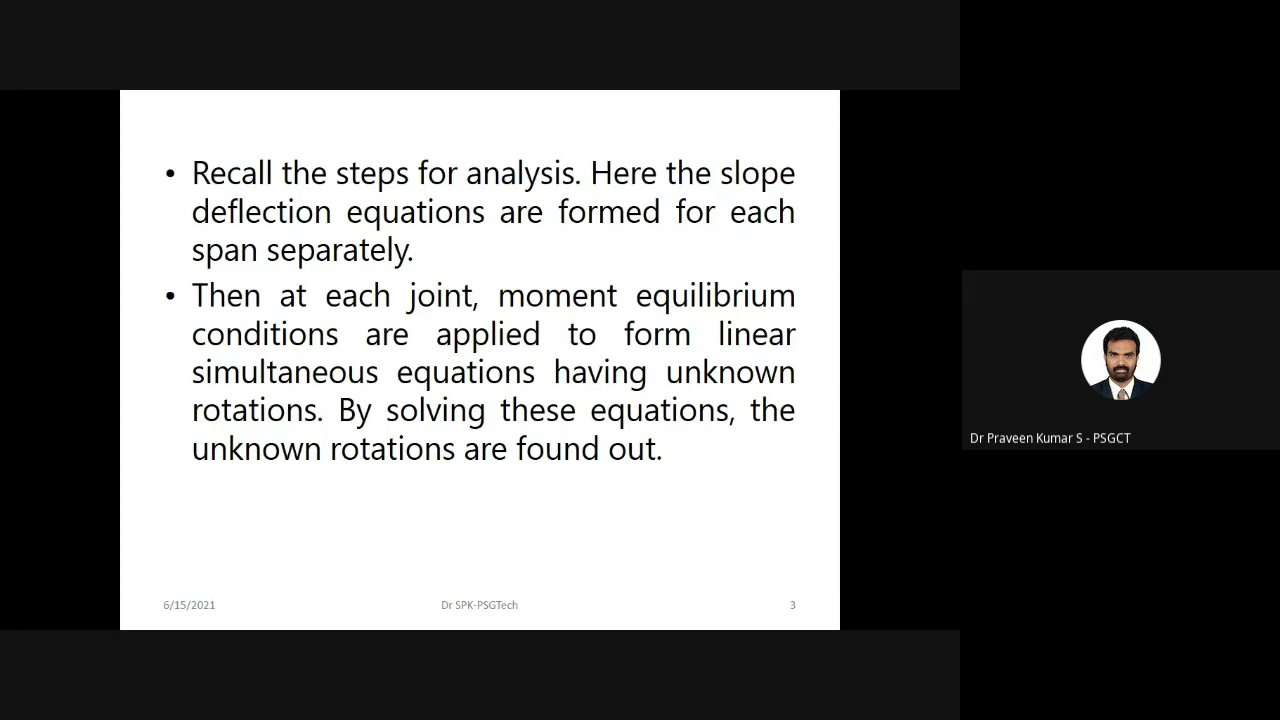 • Recall the steps for analysis. Here the slope
deflection equations are formed for each
span separately.
• Then at each joint, moment equilibrium
conditions are applied to form linear
simultaneous equations having unknown
rotations. By solving these equations, the
unknown rotations are found out.
6/15/2021
Dr SPK-PSGTech
3
Dr Praveen Kumar S - PSGCT